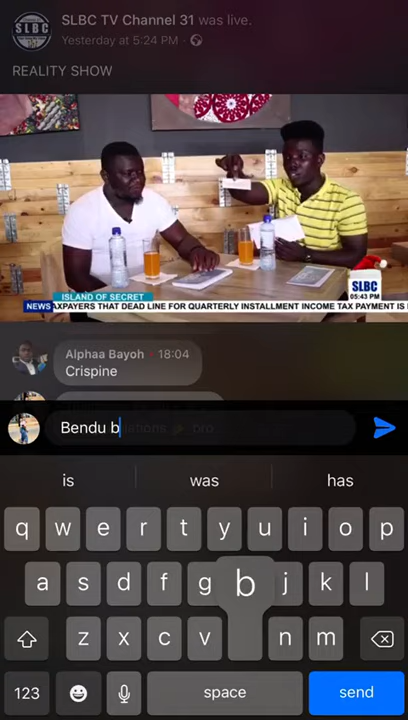 SLBC TV Channel 31 was live.
Yesterday at 5:24 PM
REALITY SHOW
ISLAND OF SECRET
NEWS AXPAYERS THAT DEAD LINE FOR QUARTERLY INSTALLMENT INCOME TAX PAYMENT IS
SLBC
05:43 PM
Alphaa Bayoh 18:04
Crispine
Bendu b
is was has
q w e r t y u i o p
a s d f g b j k l
z x c v n m
123 space send